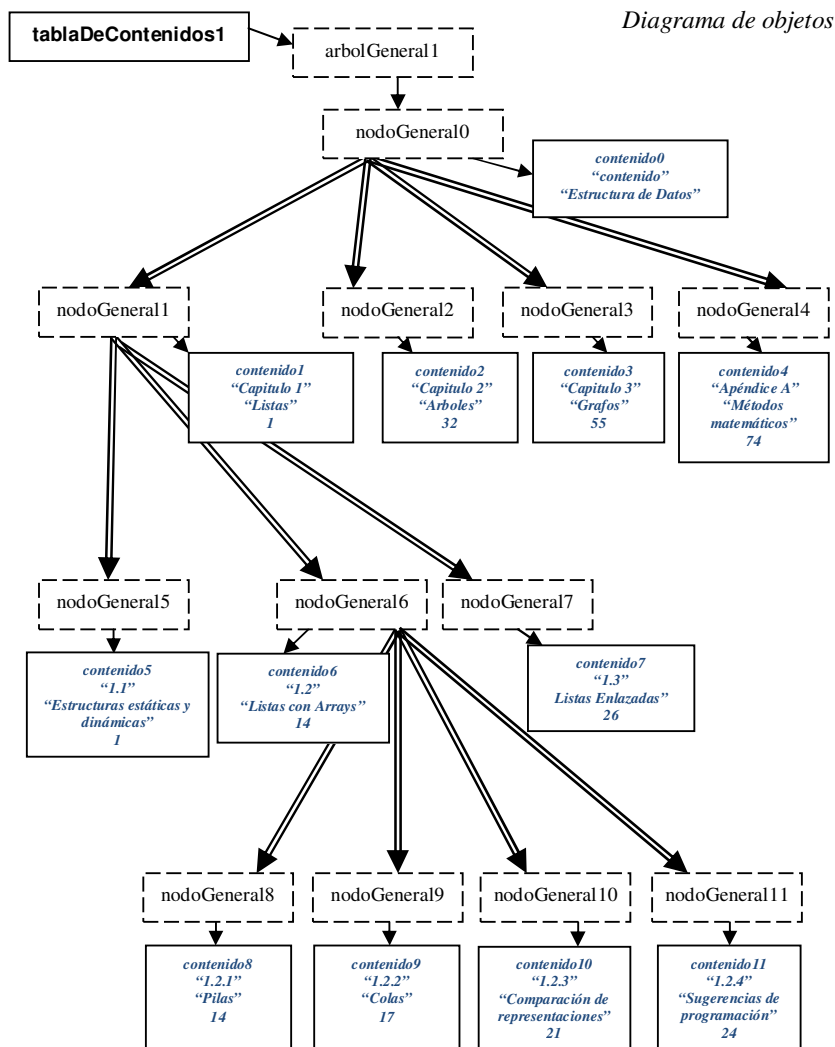 Diagrama de objetos
tablaDeContenidos1
arbolGeneral1
nodoGeneral0
contenido0
“contenido”
“Estructura de Datos”
nodoGeneral1
nodoGeneral2
nodoGeneral3
nodoGeneral4
contenido1
“Capitulo 1”
“Listas”
1
contenido2
“Capitulo 2”
“Arboles”
32
contenido3
“Capitulo 3”
“Grafos”
55
contenido4
“Apéndice A”
“Métodos
matemáticos”
74
nodoGeneral5
nodoGeneral6
nodoGeneral7
contenido5
“1.1”
“Estructuras estáticas y
dinámicas”
1
contenido6
“1.2”
“Listas con Arrays”
14
contenido7
“1.3”
Listas Enlazadas”
26
nodoGeneral8
nodoGeneral9
nodoGeneral10
nodoGeneral11
contenido8
“1.2.1”
“Pilas”
14
contenido9
“1.2.2”
“Colas”
17
contenido10
“1.2.3”
“Comparación de
representaciones”
21
contenido11
“1.2.4”
“Sugerencias de
programación”
24